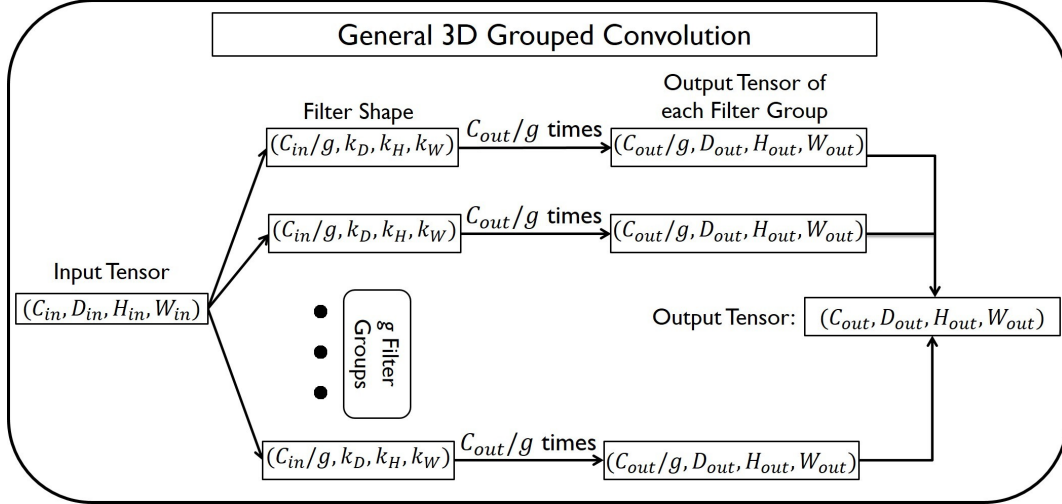 General 3D Grouped Convolution
Output Tensor of
each Filter Group
Filter Shape
(C_in/g, k_D, k_H, k_W)
C_out/g times
(C_out/g, D_out, H_out, W_out)
(C_in/g, k_D, k_H, k_W)
C_out/g times
(C_out/g, D_out, H_out, W_out)
Input Tensor
(C_in, D_in, H_in, W_in)
g Filter
Groups
Output Tensor:
(C_out, D_out, H_out, W_out)
(C_in/g, k_D, k_H, k_W)
C_out/g times
(C_out/g, D_out, H_out, W_out)